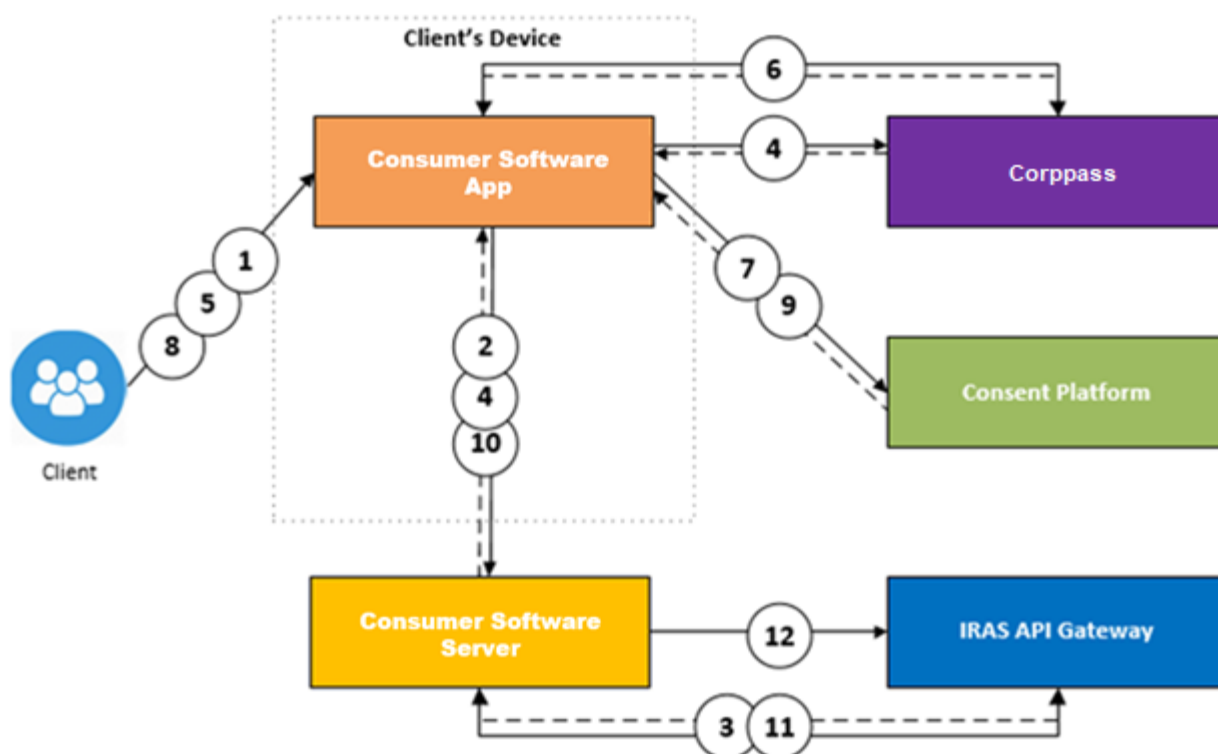 Client's Device
6
Consumer Software
App
4
Corppass
1
5
8
7
9
2
4
10
Client
Consent Platform
Consumer Software
Server
12
IRAS API Gateway
3
11